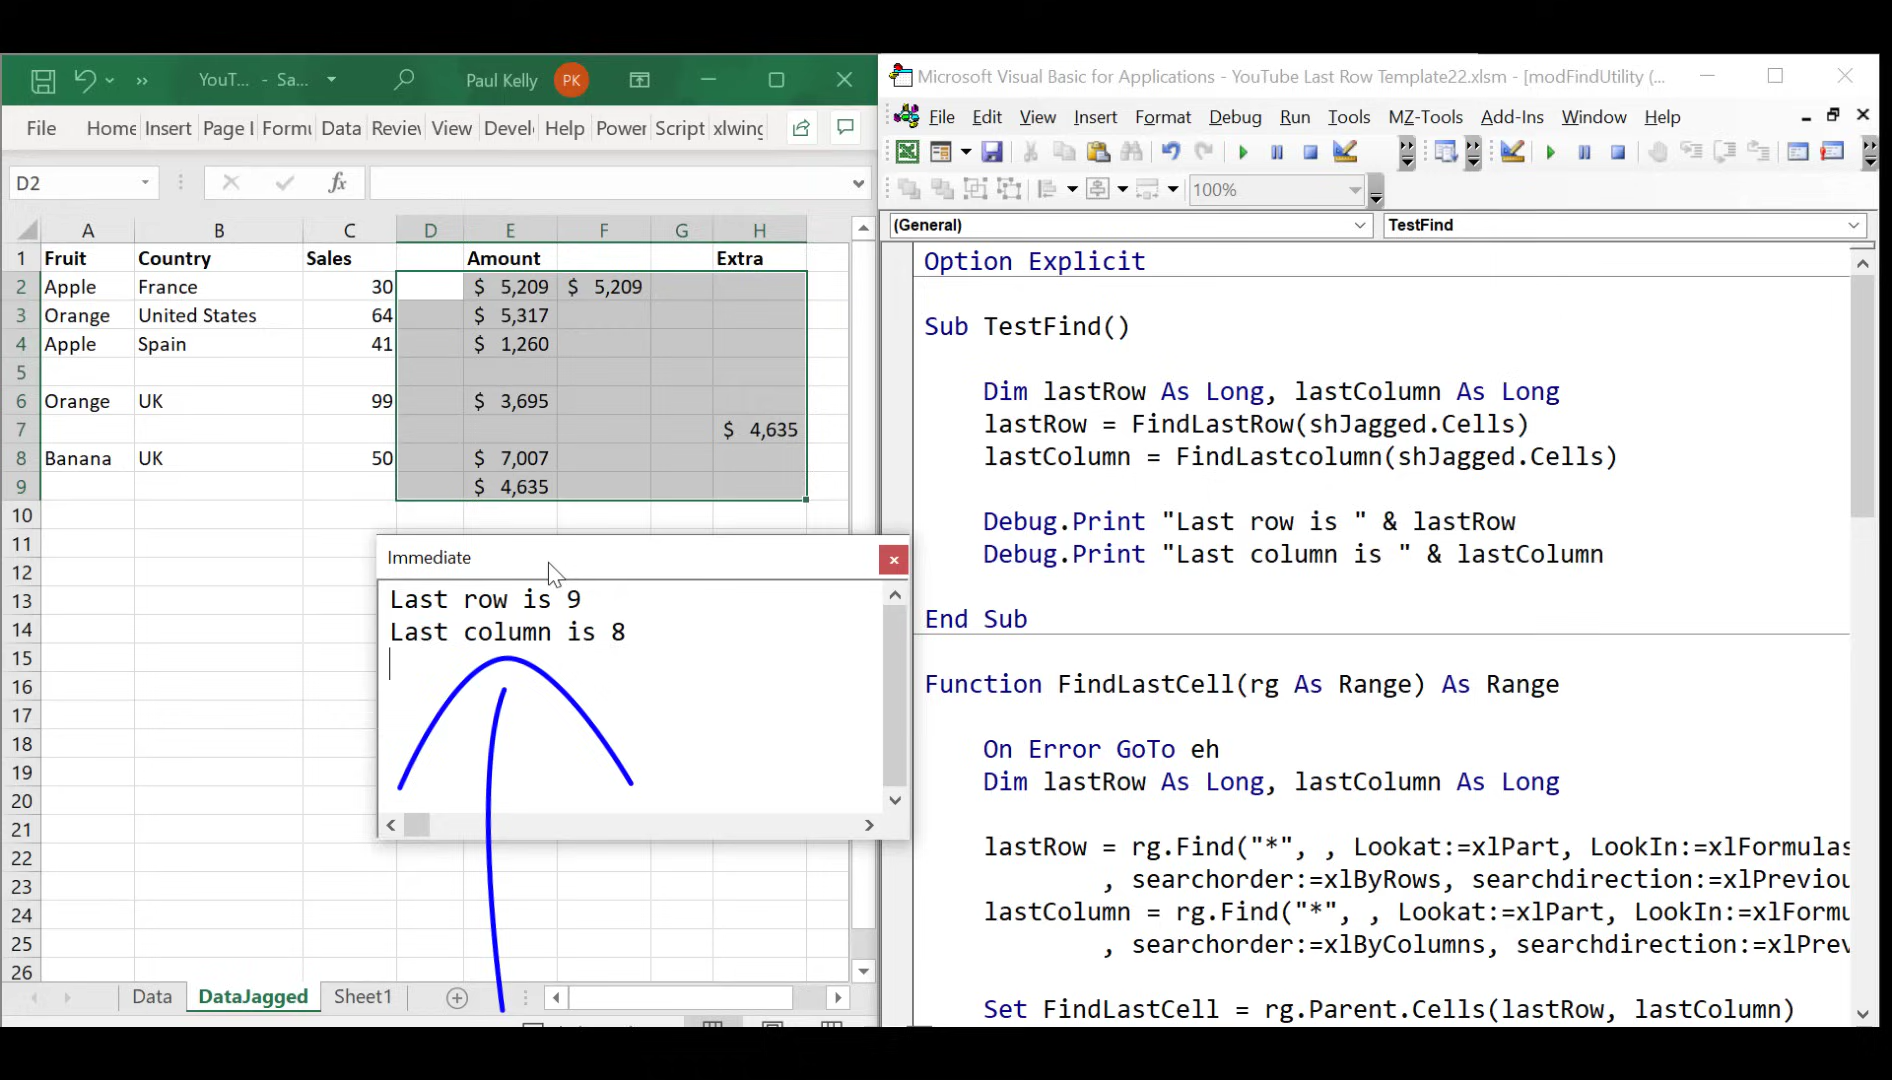 YouT... - Sa...
Paul Kelly PK
File Home Insert Page l Formu Data Review View Develo Help Power Script xlwing
D2 fx
A B C D E F G H
1 Fruit Country Sales Amount Extra
2 Apple France 30 $ 5,209 $ 5,209
3 Orange United States 64 $ 5,317
4 Apple Spain 41 $ 1,260
5
6 Orange UK 99 $ 3,695
7 $ 4,635
8 Banana UK 50 $ 7,007
9 $ 4,635
10
11
12
13
14
15
16
17
18
19
20
21
22
23
24
25
26
Immediate
Last row is 9
Last column is 8
Data DataJagged Sheet1
Microsoft Visual Basic for Applications - YouTube Last Row Template22.xlsm - [modFindUtility (...
File Edit View Insert Format Debug Run Tools MZ-Tools Add-Ins Window Help
100%
(General) TestFind
Option Explicit
Sub TestFind()
Dim lastRow As Long, lastColumn As Long
lastRow = FindLastRow(shJagged.Cells)
lastColumn = FindLastcolumn(shJagged.Cells)
Debug.Print "Last row is " & lastRow
Debug.Print "Last column is " & lastColumn
End Sub
Function FindLastCell(rg As Range) As Range
On Error GoTo eh
Dim lastRow As Long, lastColumn As Long
lastRow = rg.Find("*", , Lookat:=xlPart, LookIn:=xlFormulas
, searchorder:=xlByRows, searchdirection:=xlPreviou
lastColumn = rg.Find("*", , Lookat:=xlPart, LookIn:=xlFormu
, searchorder:=xlByColumns, searchdirection:=xlPrev
Set FindLastCell = rg.Parent.Cells(lastRow, lastColumn)